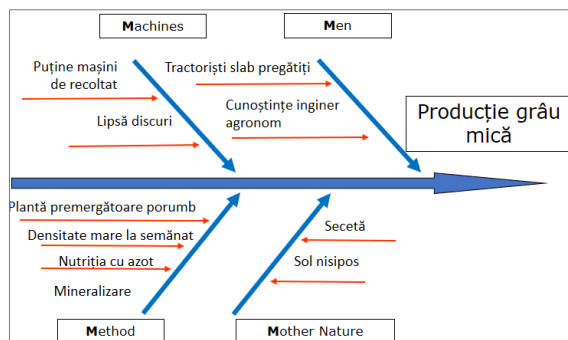 Machines
Men
Puține mașini
de recoltat
Tractoriști slab pregătiți
Cunoștințe inginer
agronom
Lipsă discuri
Producție grâu
mică
Plantă premergătoare porumb
Densitate mare la semănat
Nutriția cu azot
Mineralizare
Secetă
Sol nisipos
Method
Mother Nature